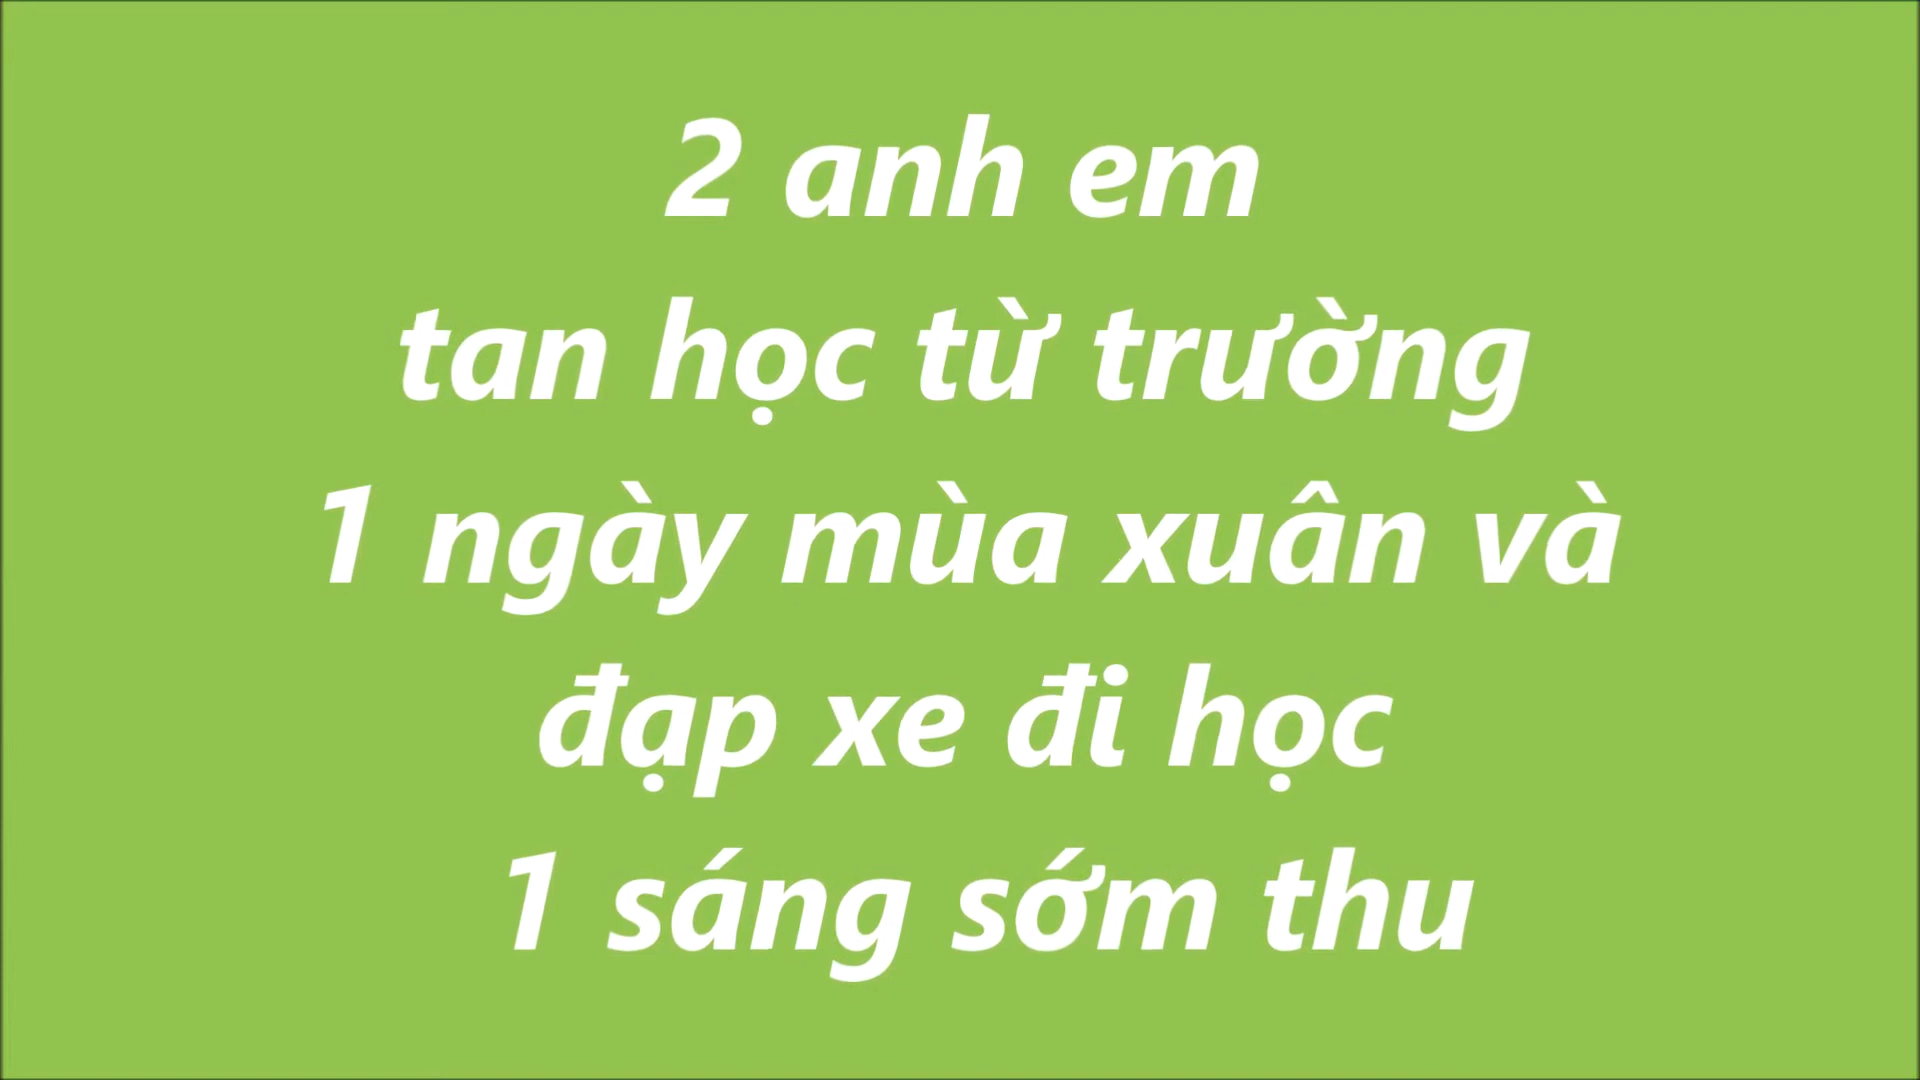 2 anh em
tan học từ trường
1 ngày mùa xuân và
đạp xe đi học
1 sáng sớm thu